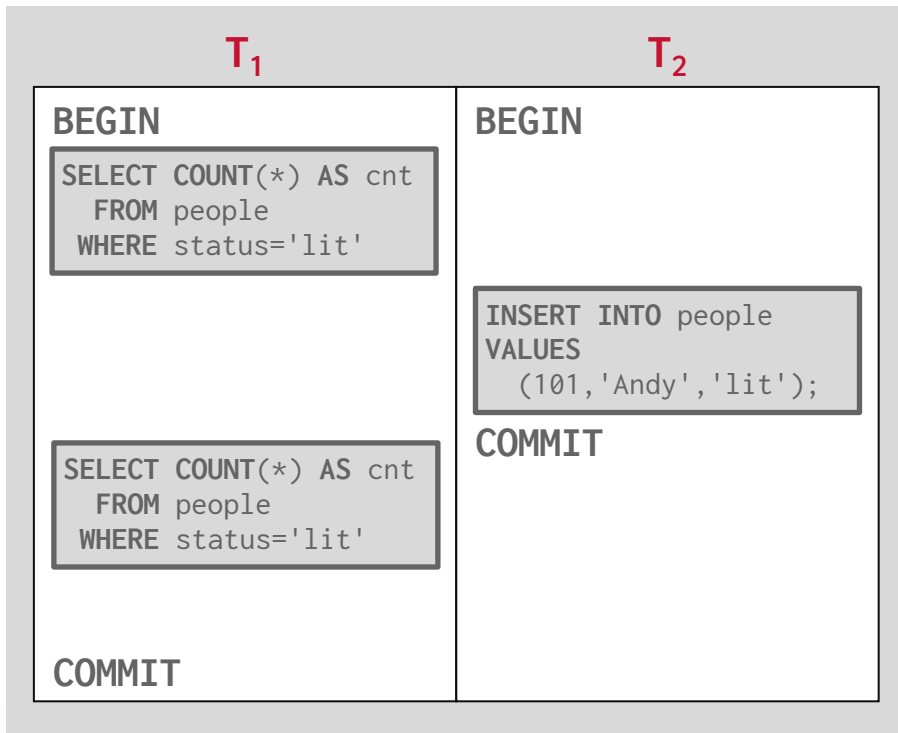 T₁
T₂
BEGIN
SELECT COUNT(*) AS cnt
FROM people
WHERE status='lit'
SELECT COUNT(*) AS cnt
FROM people
WHERE status='lit'
COMMIT
BEGIN
INSERT INTO people
VALUES
(101,'Andy','lit');
COMMIT